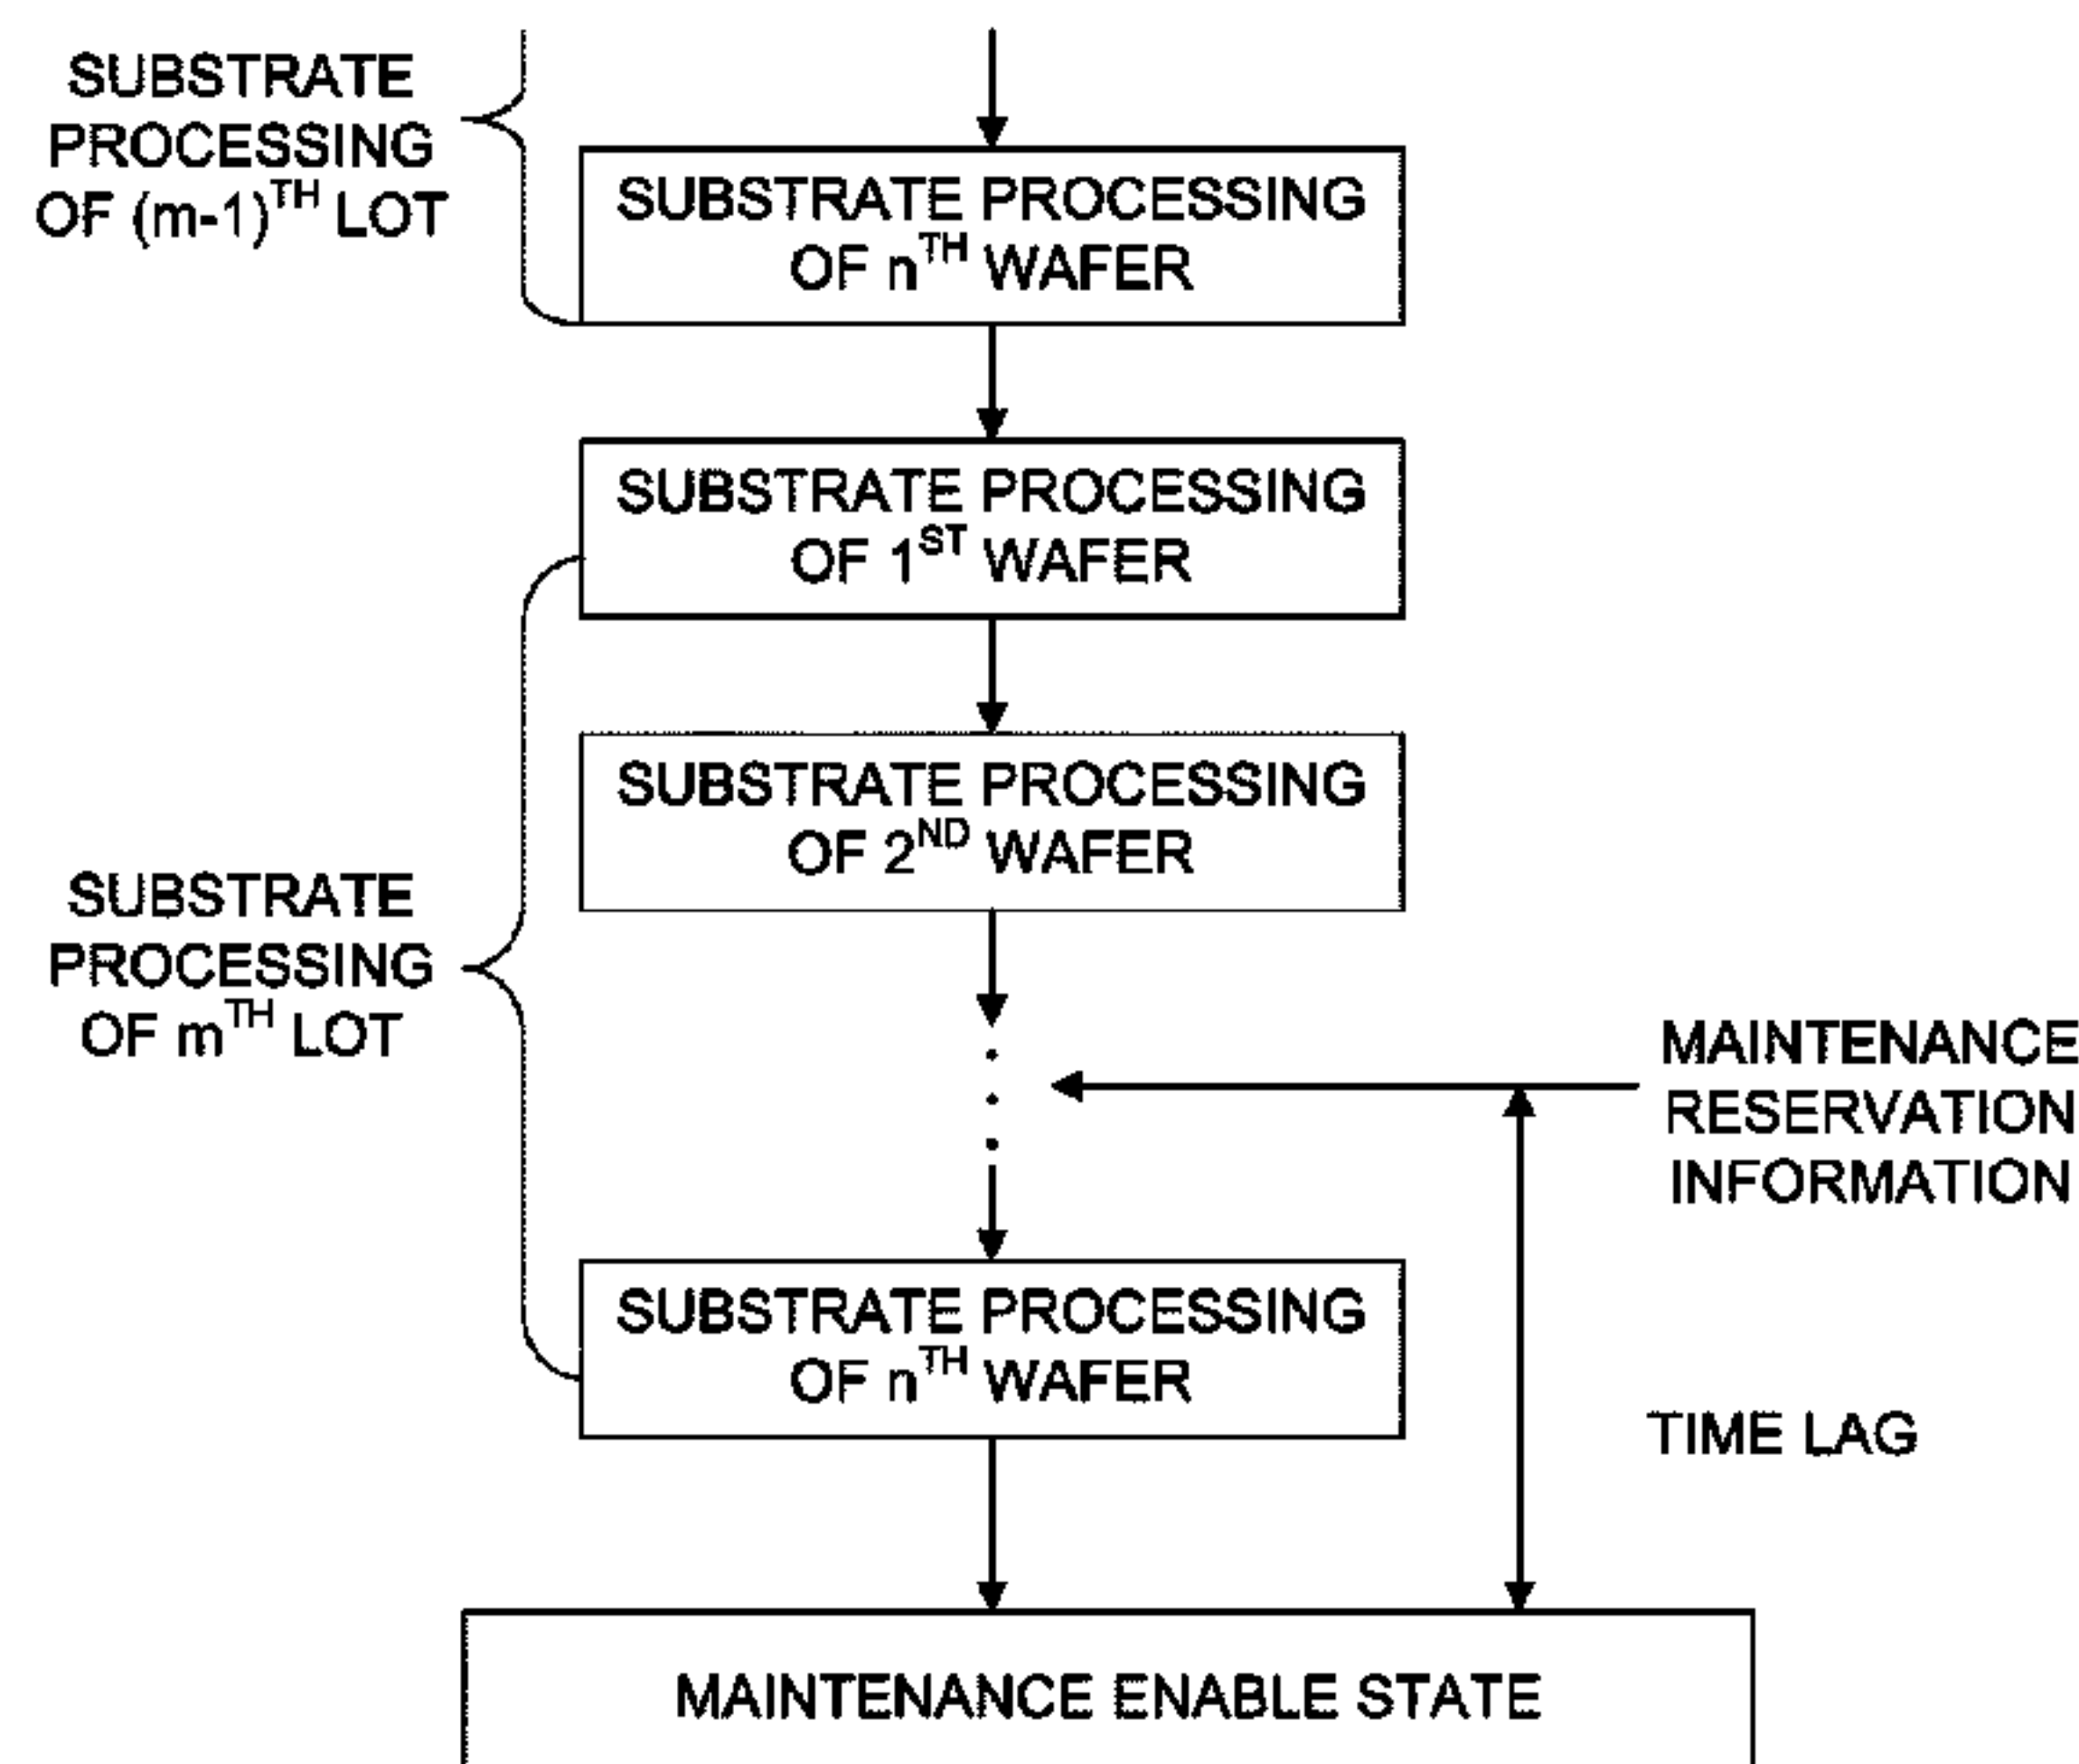 SUBSTRATE
PROCESSING
OF (m-1)TH LOT
SUBSTRATE PROCESSING
OF nTH WAFER
SUBSTRATE PROCESSING
OF 1ST WAFER
SUBSTRATE PROCESSING
OF 2ND WAFER
SUBSTRATE
PROCESSING
OF mTH LOT
MAINTENANCE
RESERVATION
INFORMATION
SUBSTRATE PROCESSING
OF nTH WAFER
TIME LAG
MAINTENANCE ENABLE STATE